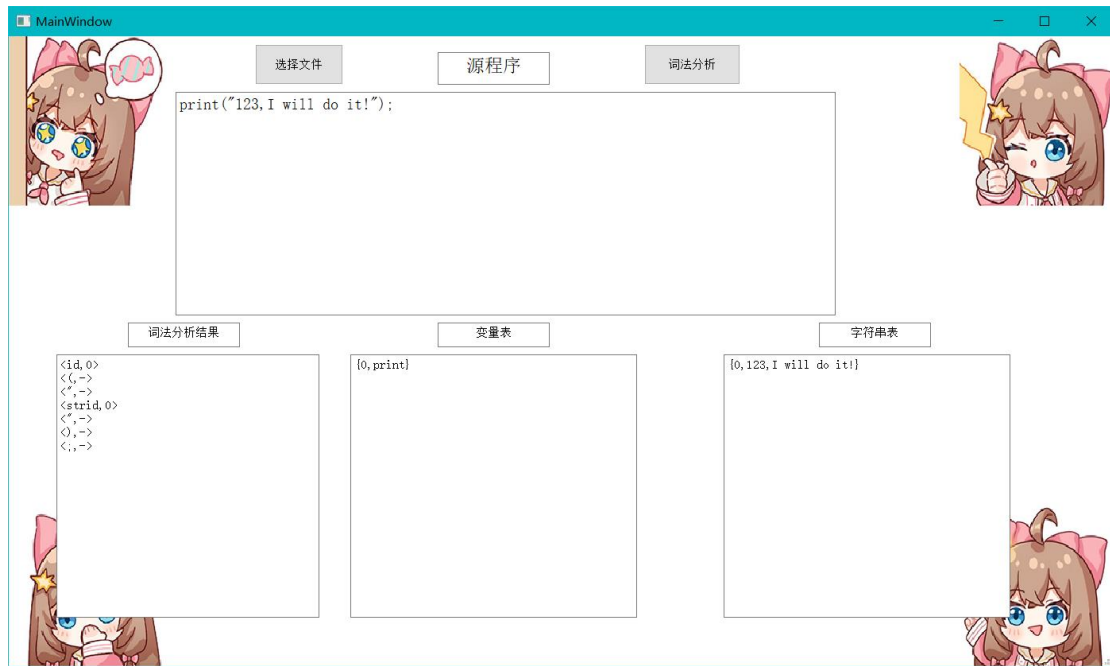 MainWindow
选择文件
源程序
词法分析
print("123,I will do it!");
词法分析结果
变量表
字符串表
<id,0>
<(,->
<",->
<strid,0>
<",->
<),->
<;,->
{0,print}
{0,123,I will do it!}